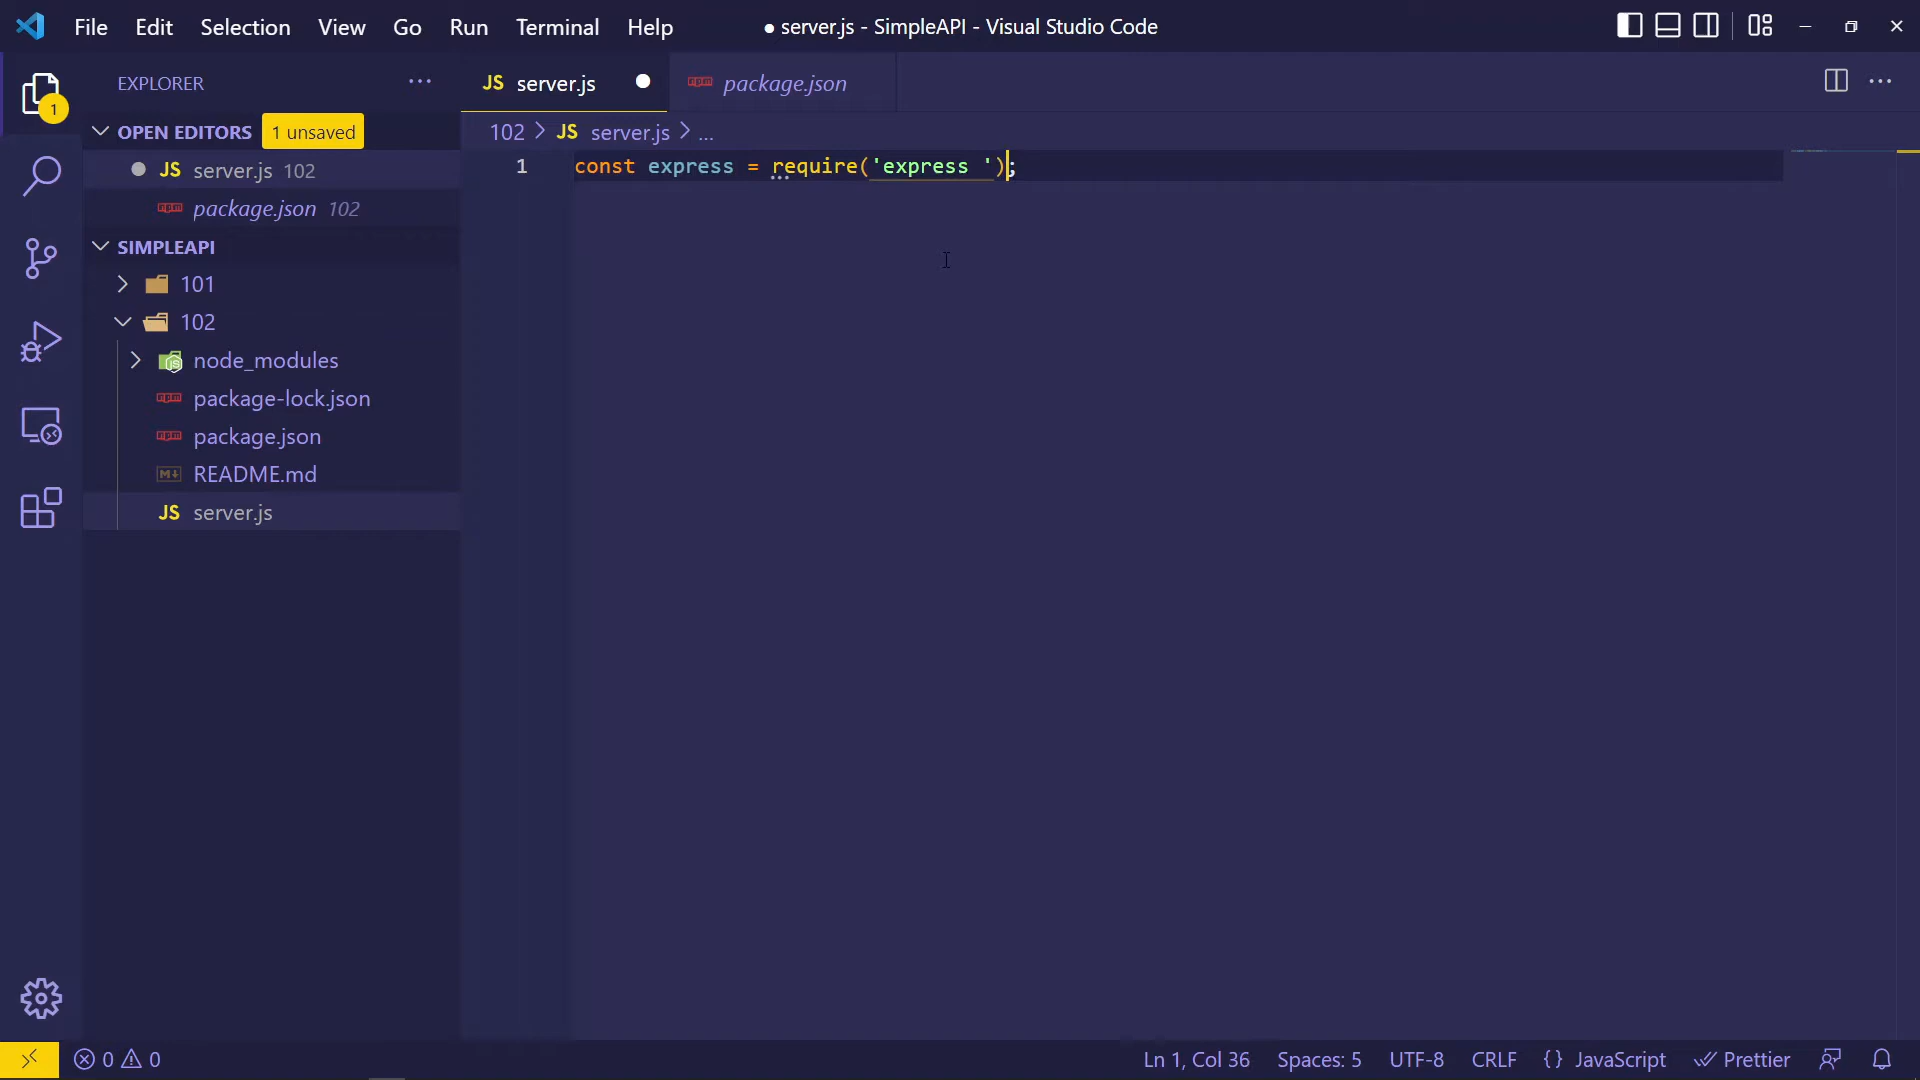 File Edit Selection View Go Run Terminal Help ● server.js - SimpleAPI - Visual Studio Code
EXPLORER ...
JS server.js ● package.json
1
OPEN EDITORS 1 unsaved
102 > JS server.js > ...
● JS server.js 102
1 const express = require('express ');
package.json 102
SIMPLEAPI
101
102
node_modules
package-lock.json
package.json
README.md
JS server.js
0 0 Ln 1, Col 36 Spaces: 5 UTF-8 CRLF {} JavaScript Prettier